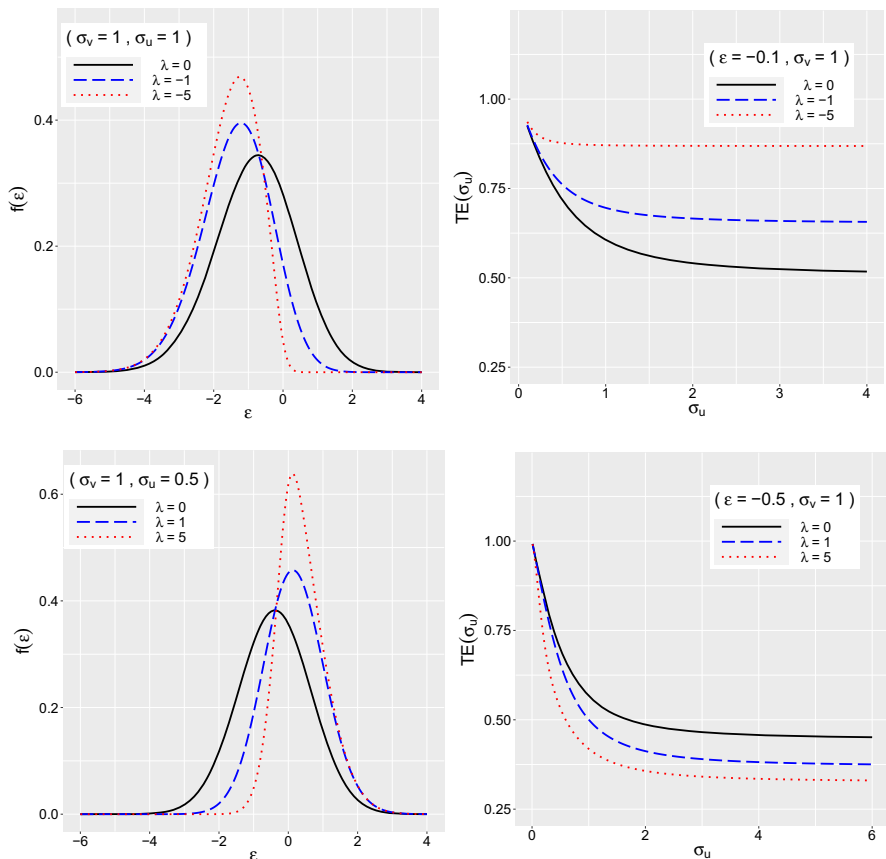 ( σᵥ = 1 , σᵤ = 1 )
λ = 0
λ = −1
λ = −5
f(ε)
0.4
0.2
0.0
−6 −4 −2 0 2 4
ε
( ε = −0.1 , σᵥ = 1 )
λ = 0
λ = −1
λ = −5
TE(σᵤ)
1.00
0.75
0.50
0.25
0 1 2 3 4
σᵤ
( σᵥ = 1 , σᵤ = 0.5 )
λ = 0
λ = 1
λ = 5
f(ε)
0.6
0.4
0.2
0.0
−6 −4 −2 0 2 4
ε
( ε = −0.5 , σᵥ = 1 )
λ = 0
λ = 1
λ = 5
TE(σᵤ)
1.00
0.75
0.50
0.25
0 2 4 6
σᵤ